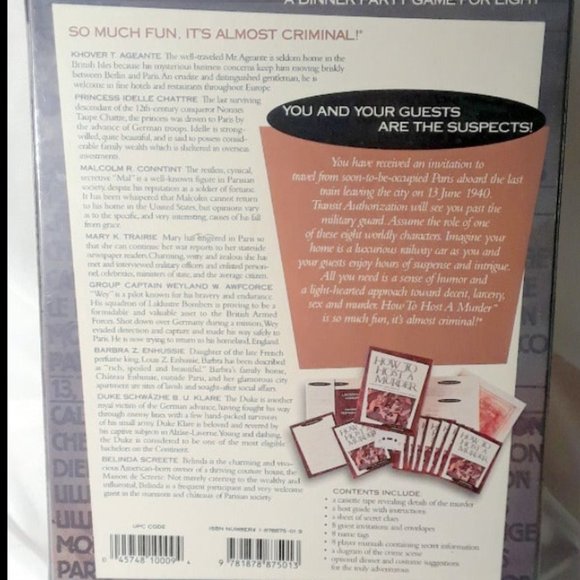 A DINNER PARTY GAME FOR EIGHT
SO MUCH FUN, IT'S ALMOST CRIMINAL!™
KHOVER T. AGEANTE The well-traveled Mr. Ageante is seldom home in the
British Isles because his mysterious business concerns keep him moving briskly
between Berlin and Paris. An erudite and distinguished gentleman, he is
welcome in fine hotels and restaurants throughout Europe.
PRINCESS IDELLE CHATTRE The last surviving
descendant of the 12th-century conqueror Norman
Taupe Chattre, the princess was driven to Paris by
the advance of German troops. Idelle is strong-
willed, quite beautiful, and is said to possess consid-
erable family wealth which is sheltered in overseas
investments.
MALCOLM R. CONNTINT The restless, cynical,
secretive "Mal" is a well-known figure in Parisian
society, despite his reputation as a soldier of fortune.
It has been whispered that Malcolm cannot return
to his home in the United States, but opinions vary
as to the specific, and very interesting, causes of his fall
from grace.
MARY K. TRAIRIE Mary has lingered in Paris so
that she can continue her war reports to her stateside
newspaper readers. Charming, witty and zealous she has
met and interviewed military officers and enlisted person-
nel, celebrities, ministers of state, and the average citizen.
GROUP CAPTAIN WEYLAND W. AWFCORCE
"Wey" is a pilot known for his bravery and endurance.
His squadron of Lakluster Bombers is proving to be a
formidable and valuable asset to the British Armed
Forces. Shot down over Germany during a mission, Wey
evaded detection and capture and made his way safely to
Paris. He is now trying to return to his homeland, England.
BARBRA Z. ENHUSSIE Daughter of the late French
perfume king, Louis Z. Enhussie, Barbra has been described
as "rich, spoiled and beautiful." Barbra's family home,
Château Enhussie, outside Paris, and her glamorous city
apartment are sites of lavish and sought-after social affairs.
DUKE SCHWÄZHE B. U. KLARE The Duke is another
royal victim of the German advance, having fought his way
through enemy lines with a few hand-picked survivors
of his small army. Duke Klare is beloved and revered by
his captive subjects in Alsace-Laverne. Young and dashing,
the Duke is considered to be one of the most eligible
bachelors on the Continent.
BELINDA SCREETE Belinda is the charming and viva-
cious American-born owner of a thriving couture house, the
Maison de Screete. Not merely catering to the wealthy and
influential, Belinda is a frequent participant and very welcome
guest in the mansions and châteaus of Parisian society.
YOU AND YOUR GUESTS
ARE THE SUSPECTS!
You have received an invitation to
travel from soon-to-be-occupied Paris aboard the last
train leaving the city on 13 June 1940.
Transit Authorization will see you past the
military guard. Assume the role of one
of these eight worldly characters. Imagine your
home is a luxurious railway car as you and
your guests enjoy hours of suspense and intrigue.
All you need is a sense of humor and
a light-hearted approach toward deceit, larceny,
sex and murder. How To Host A Murder™
is so much fun, it's almost criminal!™
HOW TO
HOST A
MURDER
CONTENTS INCLUDE
• a cassette tape revealing details of the murder
• a host guide with instructions
• a sheet of secret clues
• 8 guest invitations and envelopes
• 8 name tags
• 8 player manuals containing secret information
• a diagram of the crime scene
• optional dinner and costume suggestions
for the truly adventurous
UPC CODE
0 45748 10009 4
ISBN NUMBER 1-878875-01-3
9 781878 875013